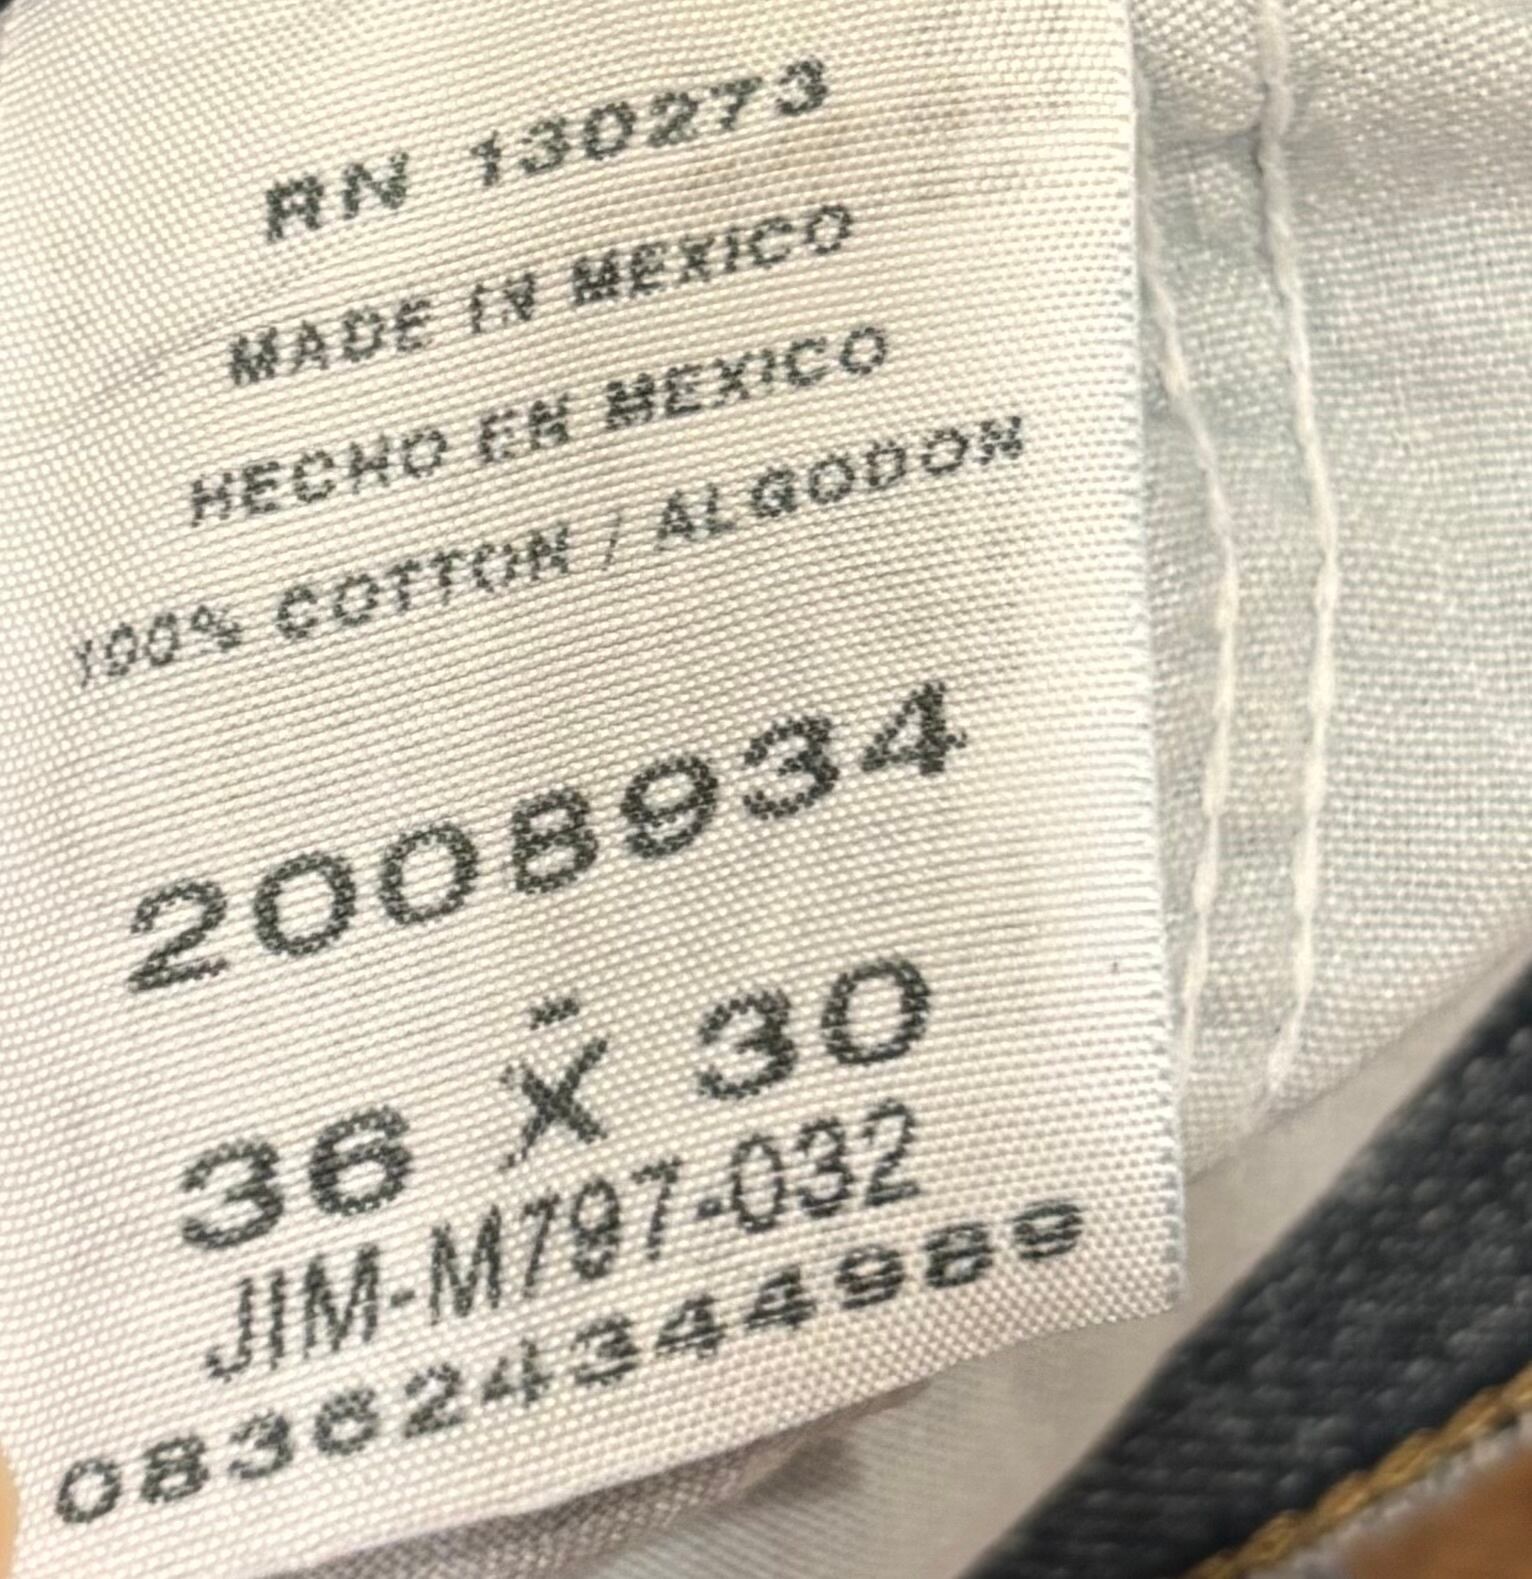 RN 130273
MADE IN MEXICO
HECHO EN MEXICO
100% COTTON / ALGODON
2008934
36 X 30
JIM-M797-032
083624344989